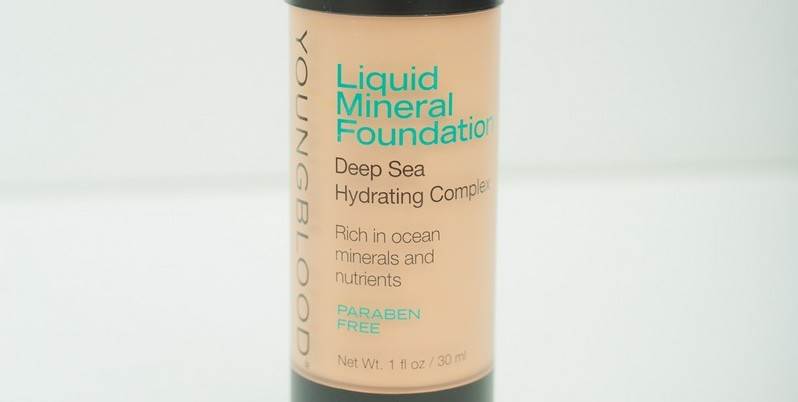 YOUNGBLOOD®
Liquid
Mineral
Foundation
Deep Sea
Hydrating Complex
Rich in ocean
minerals and
nutrients
PARABEN
FREE
Net Wt. 1 fl oz / 30 ml